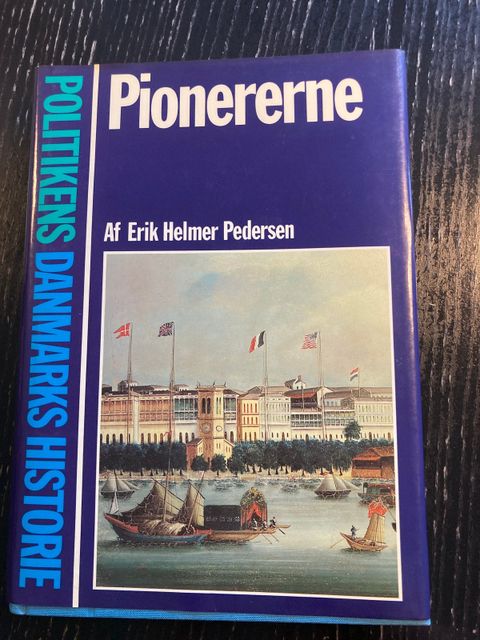 Pionererne
Af Erik Helmer Pedersen
POLITIKENS DANMARKS HISTORIE